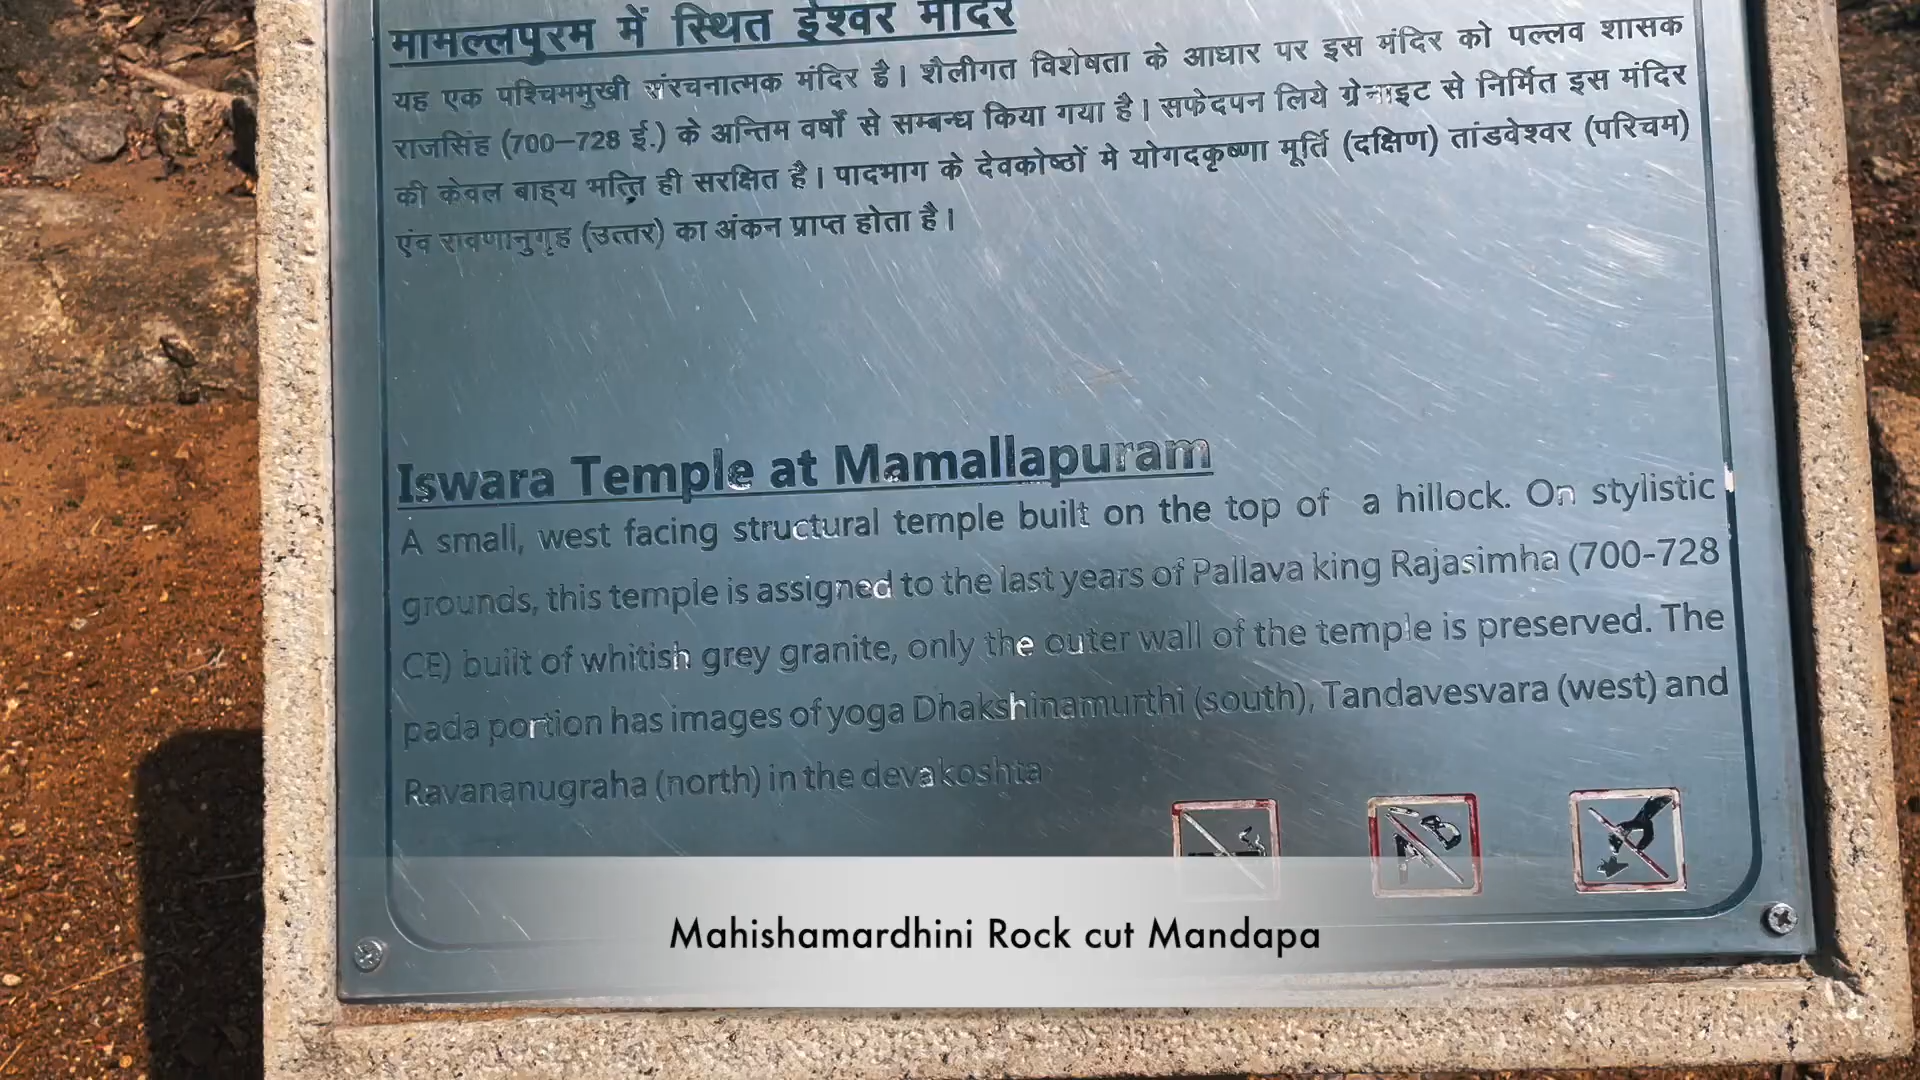 मामल्लपुरम में स्थित ईश्वर मंदिर
यह एक पश्चिममुखी संरचनात्मक मंदिर है। शैलीगत विशेषता के आधार पर इस मंदिर को पल्लव शासक
राजसिंह (700–728 ई.) के अन्तिम वर्षों से सम्बन्ध किया गया है। सफेदपन लिये ग्रेनाइट से निर्मित इस मंदिर
की केवल बाह्य भत्ति ही सरक्षित है। पादभाग के देवकोष्ठों मे योगदकृष्णा मूर्ति (दक्षिण) तांडवेश्वर (परिचम)
एंव रावणानुगृह (उत्तर) का अंकन प्राप्त होता है।
Iswara Temple at Mamallapuram
A small, west facing structural temple built on the top of a hillock. On stylistic
grounds, this temple is assigned to the last years of Pallava king Rajasimha (700-728
CE) built of whitish grey granite, only the outer wall of the temple is preserved. The
pada portion has images of yoga Dhakshinamurthi (south), Tandavesvara (west) and
Ravananugraha (north) in the devakoshta
Mahishamardhini Rock cut Mandapa